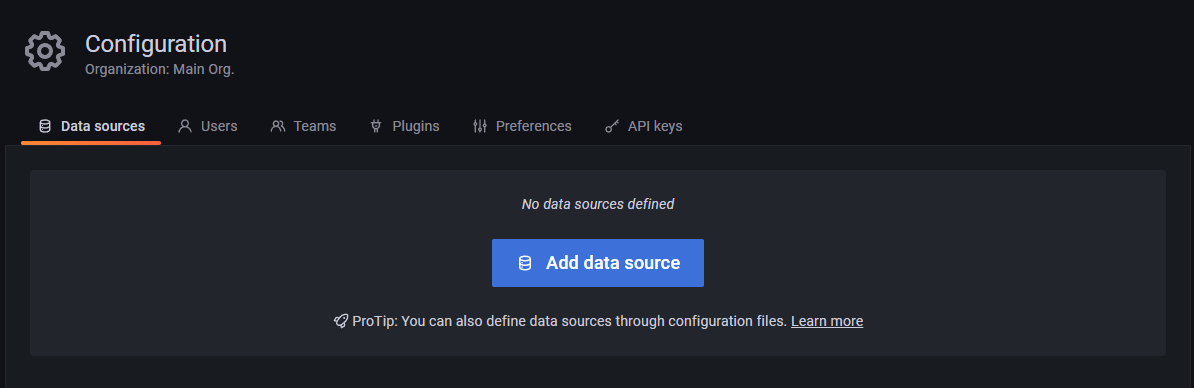 Configuration
Organization: Main Org.
Data sources Users Teams Plugins Preferences API keys
No data sources defined
Add data source
ProTip: You can also define data sources through configuration files. Learn more